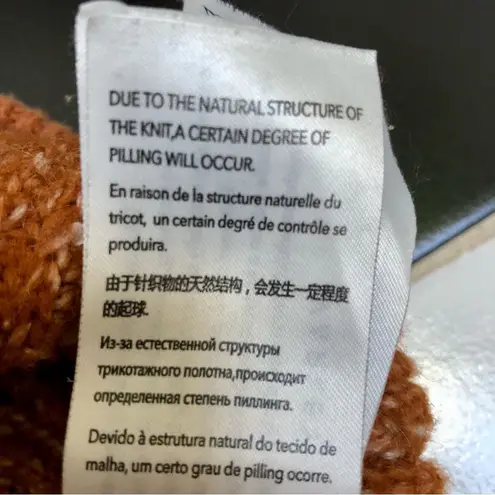 DUE TO THE NATURAL STRUCTURE OF
THE KNIT,A CERTAIN DEGREE OF
PILLING WILL OCCUR.
En raison de la structure naturelle du
tricot, un certain degré de contrôle se
produira.
由于针织物的天然结构，会发生一定程度
的起球.
Из-за естественной структуры
трикотажного полотна,происходит
определенная степень пиллинга.
Devido à estrutura natural do tecido de
malha, um certo grau de pilling ocorre.